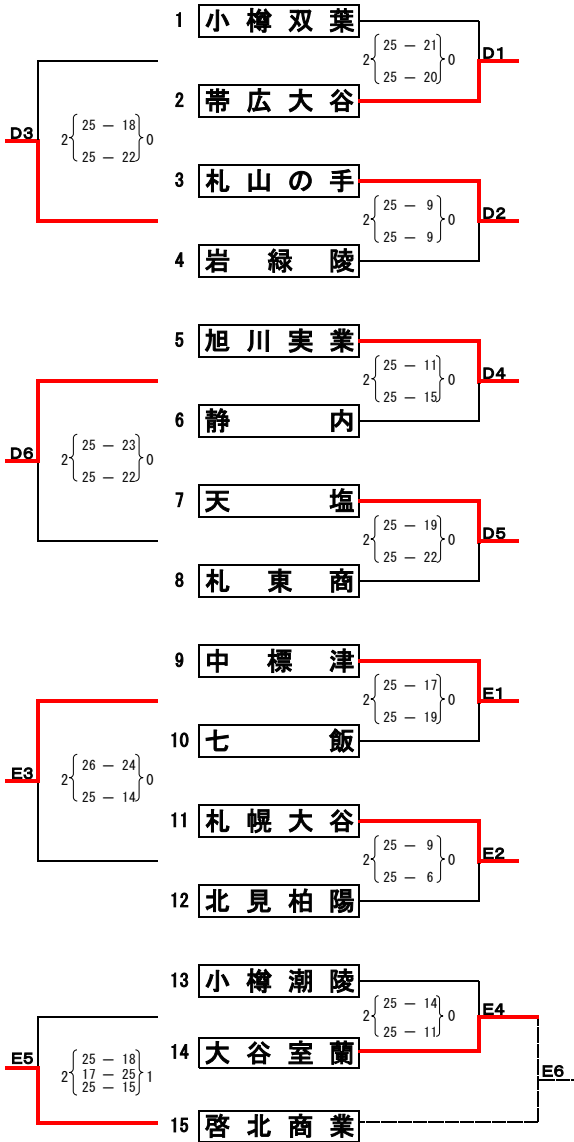 1 小樽双葉
2 25 － 21 0
25 － 20
D1
2 帯広大谷
D3
2 25 － 18 0
25 － 22
3 札山の手
2 25 － 9 0
25 － 9
D2
4 岩緑陵
5 旭川実業
2 25 － 11 0
25 － 15
D4
6 静内
D6
2 25 － 23 0
25 － 22
7 天塩
2 25 － 19 0
25 － 22
D5
8 札東商
9 中標津
2 25 － 17 0
25 － 19
E1
10 七飯
E3
2 26 － 24 0
25 － 14
11 札幌大谷
2 25 － 9 0
25 － 6
E2
12 北見柏陽
13 小樽潮陵
2 25 － 14 0
25 － 11
E4
14 大谷室蘭
E5
2 25 － 18 1
17 － 25
25 － 15
E6
15 啓北商業